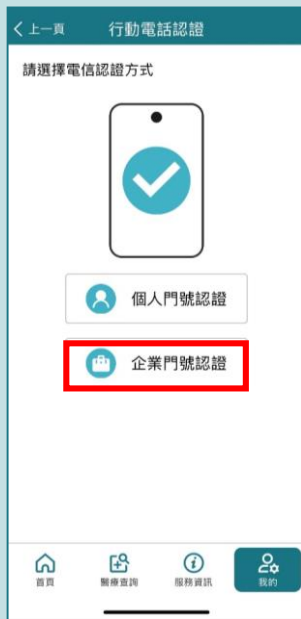 上一頁
行動電話認證
請選擇電信認證方式
個人門號認證
企業門號認證
首頁
醫療查詢
服務資訊
我的